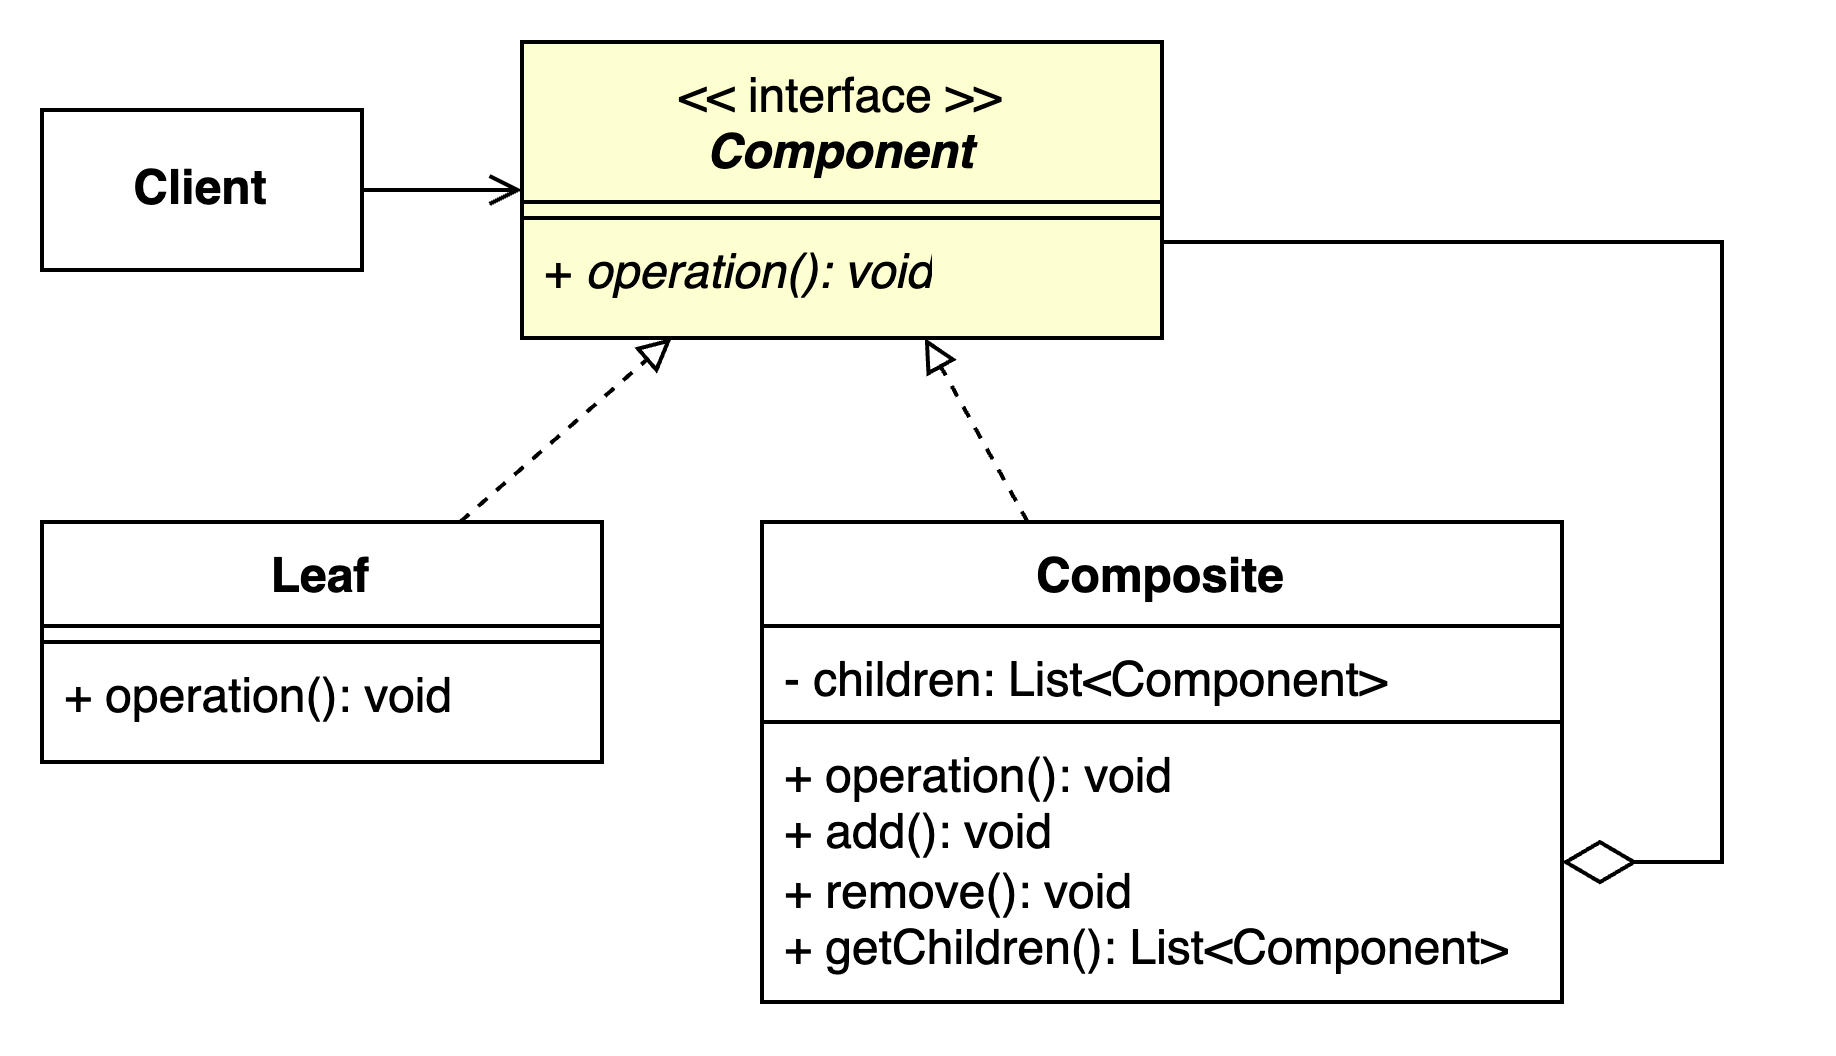 << interface >>
Component
Client
+ operation(): void
Leaf
+ operation(): void
Composite
- children: List<Component>
+ operation(): void
+ add(): void
+ remove(): void
+ getChildren(): List<Component>